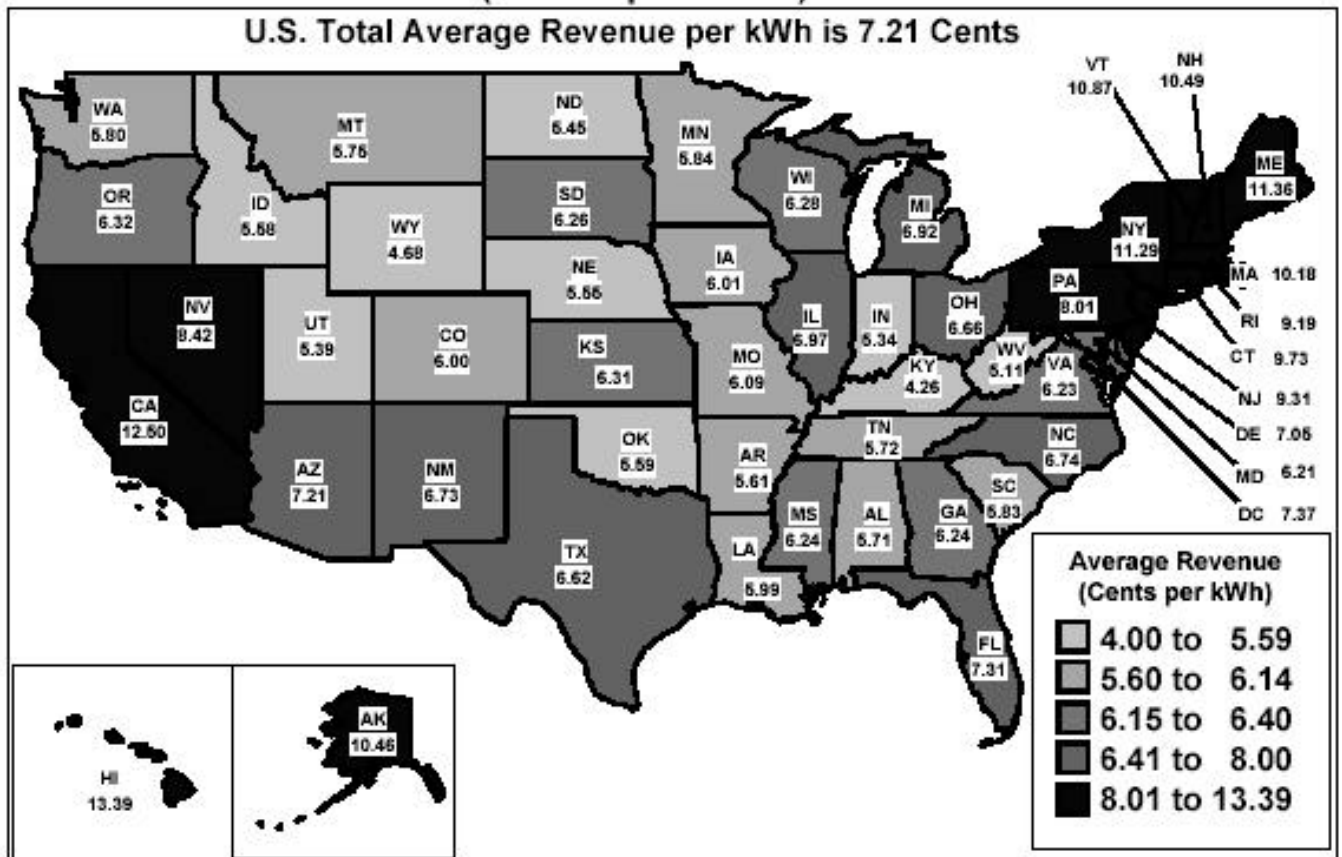 U.S. Total Average Revenue per kWh is 7.21 Cents
VT
10.87
NH
10.49
WA
5.80
MT
5.75
ND
5.45
MN
5.84
ME
11.36
OR
6.32
ID
5.58
WY
4.68
SD
6.26
WI
6.28
MI
6.92
NY
11.29
MA 10.18
RI 9.19
CT 9.73
NJ 9.31
DE 7.05
MD 6.21
DC 7.37
NV
8.42
UT
5.39
CO
6.00
NE
5.55
IA
6.01
IL
6.97
IN
5.34
OH
6.66
PA
8.01
CA
12.50
KS
6.31
MO
6.09
KY
4.26
WV
5.11
VA
6.23
AZ
7.21
NM
6.73
OK
5.59
AR
5.61
TN
5.72
NC
6.74
SC
5.83
TX
6.62
LA
5.99
MS
6.24
AL
5.71
GA
6.24
FL
7.31
HI
13.39
AK
10.46
Average Revenue
(Cents per kWh)
4.00 to 5.59
5.60 to 6.14
6.15 to 6.40
6.41 to 8.00
8.01 to 13.39